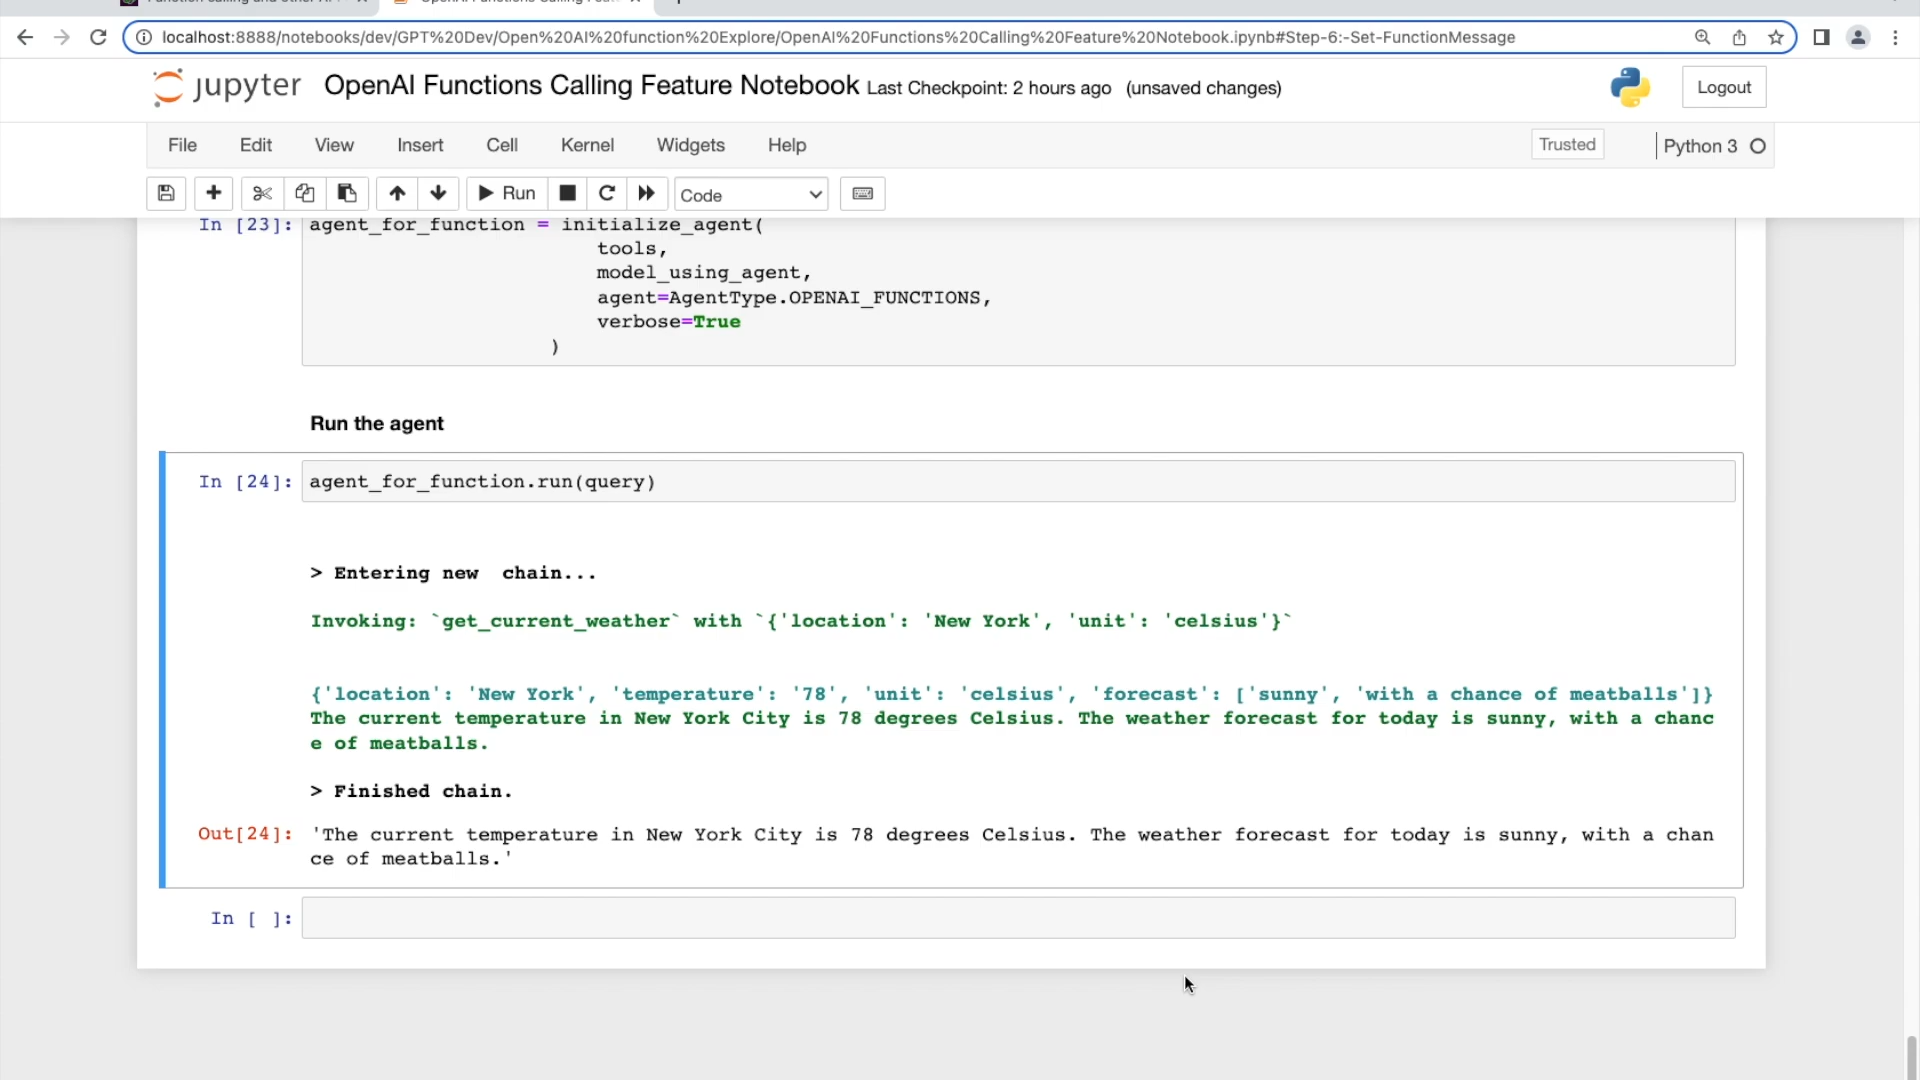 localhost:8888/notebooks/dev/GPT%20Dev/Open%20AI%20function%20Explore/OpenAI%20Functions%20Calling%20Feature%20Notebook.ipynb#Step-6:-Set-FunctionMessage
jupyter OpenAI Functions Calling Feature Notebook Last Checkpoint: 2 hours ago (unsaved changes) Logout
File Edit View Insert Cell Kernel Widgets Help Trusted Python 3
Run Code
In [23]: agent_for_function = initialize_agent(
tools,
model_using_agent,
agent=AgentType.OPENAI_FUNCTIONS,
verbose=True
)
Run the agent
In [24]: agent_for_function.run(query)
> Entering new  chain...
Invoking: `get_current_weather` with `{'location': 'New York', 'unit': 'celsius'}`
{'location': 'New York', 'temperature': '78', 'unit': 'celsius', 'forecast': ['sunny', 'with a chance of meatballs']}
The current temperature in New York City is 78 degrees Celsius. The weather forecast for today is sunny, with a chanc
e of meatballs.
> Finished chain.
Out[24]: 'The current temperature in New York City is 78 degrees Celsius. The weather forecast for today is sunny, with a chan
ce of meatballs.'
In [ ]: